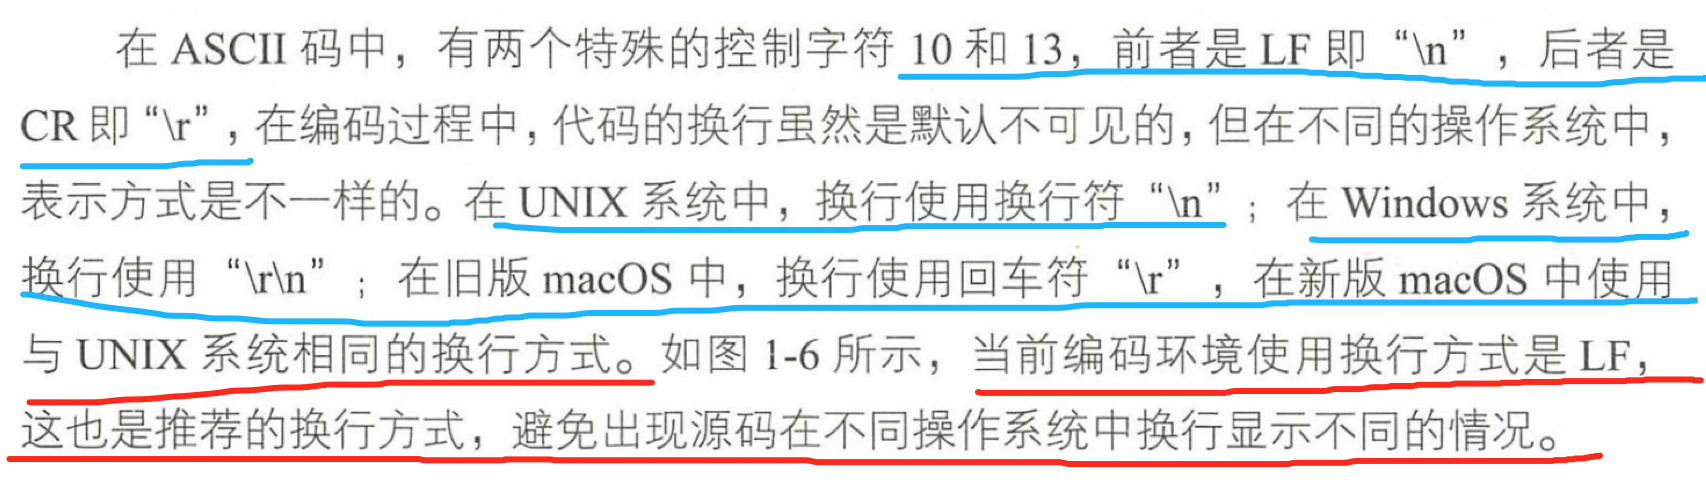 在 ASCII 码中，有两个特殊的控制字符 10 和 13，前者是 LF 即“\n”，后者是
CR 即“\r”，在编码过程中，代码的换行虽然是默认不可见的，但在不同的操作系统中，
表示方式是不一样的。在 UNIX 系统中，换行使用换行符“\n”；在 Windows 系统中，
换行使用“\r\n”；在旧版 macOS 中，换行使用回车符“\r”，在新版 macOS 中使用
与 UNIX 系统相同的换行方式。如图 1-6 所示，当前编码环境使用换行方式是 LF，
这也是推荐的换行方式，避免出现源码在不同操作系统中换行显示不同的情况。